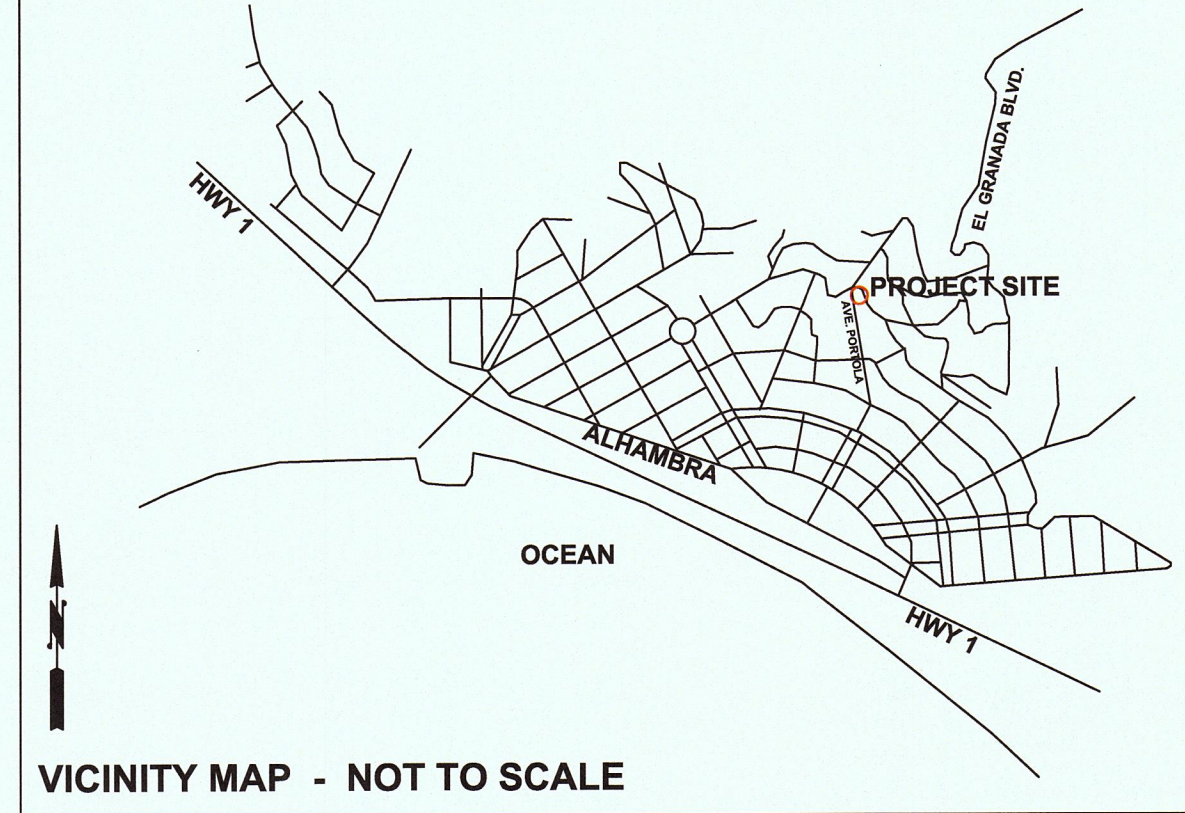 EL GRANADA BLVD.
HWY 1
PROJECT SITE
AVE. PORTOLA
ALHAMBRA
OCEAN
HWY 1
N
VICINITY MAP - NOT TO SCALE